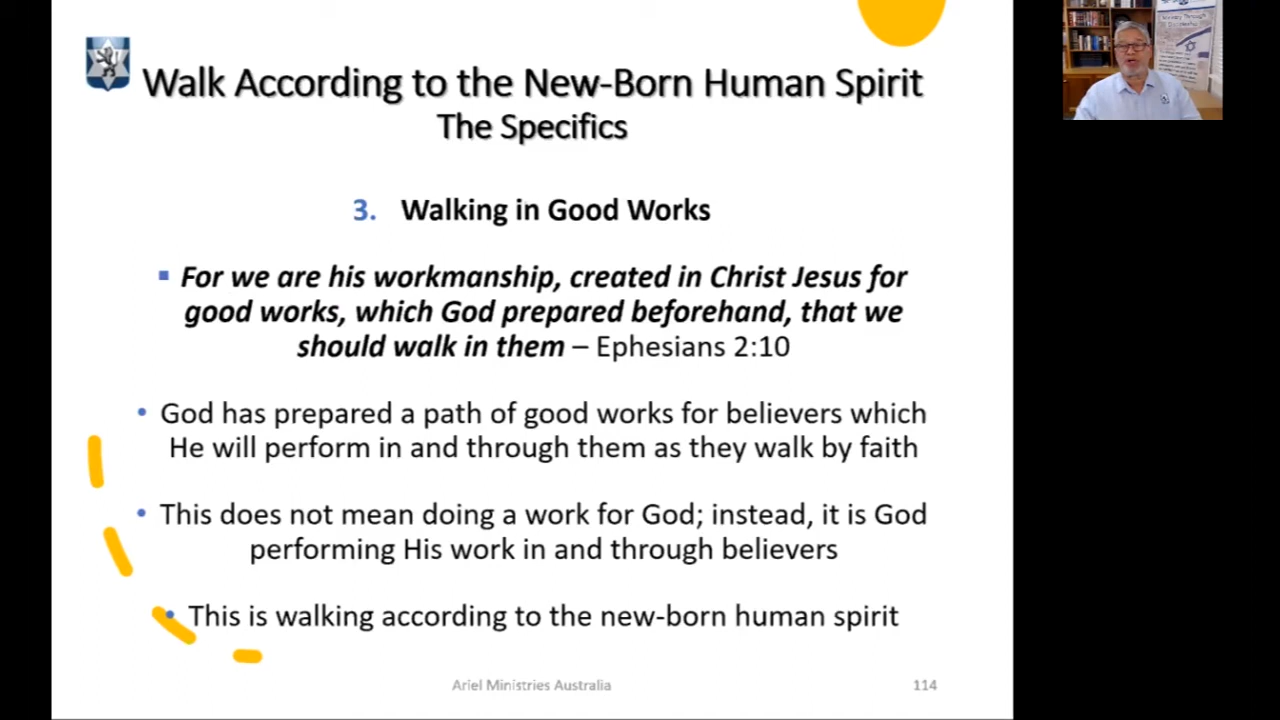 Walk According to the New-Born Human Spirit
The Specifics
3. Walking in Good Works
▪ For we are his workmanship, created in Christ Jesus for
good works, which God prepared beforehand, that we
should walk in them – Ephesians 2:10
• God has prepared a path of good works for believers which
He will perform in and through them as they walk by faith
• This does not mean doing a work for God; instead, it is God
performing His work in and through believers
• This is walking according to the new-born human spirit
Ariel Ministries Australia
114